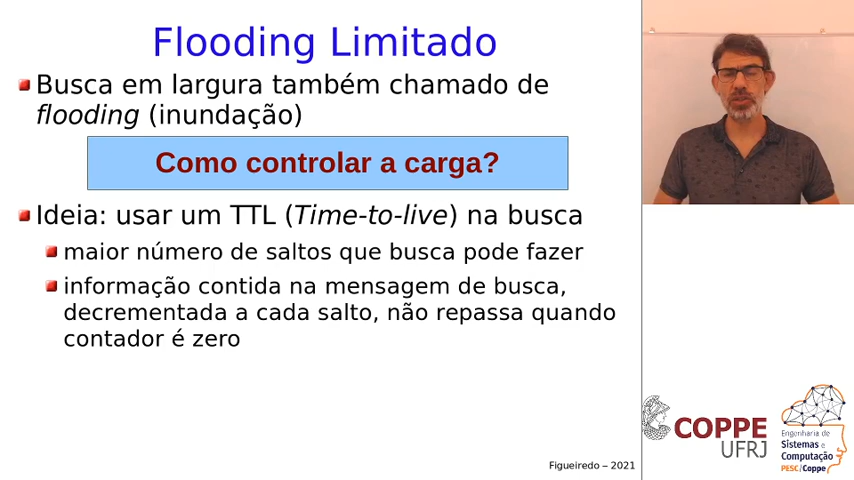 Flooding Limitado
Busca em largura também chamado de
flooding (inundação)
Como controlar a carga?
Ideia: usar um TTL (Time-to-live) na busca
maior número de saltos que busca pode fazer
informação contida na mensagem de busca,
decrementada a cada salto, não repassa quando
contador é zero
Figueiredo – 2021
COPPE
UFRJ
Engenharia de
Sistemas e
Computação
PESC/Coppe